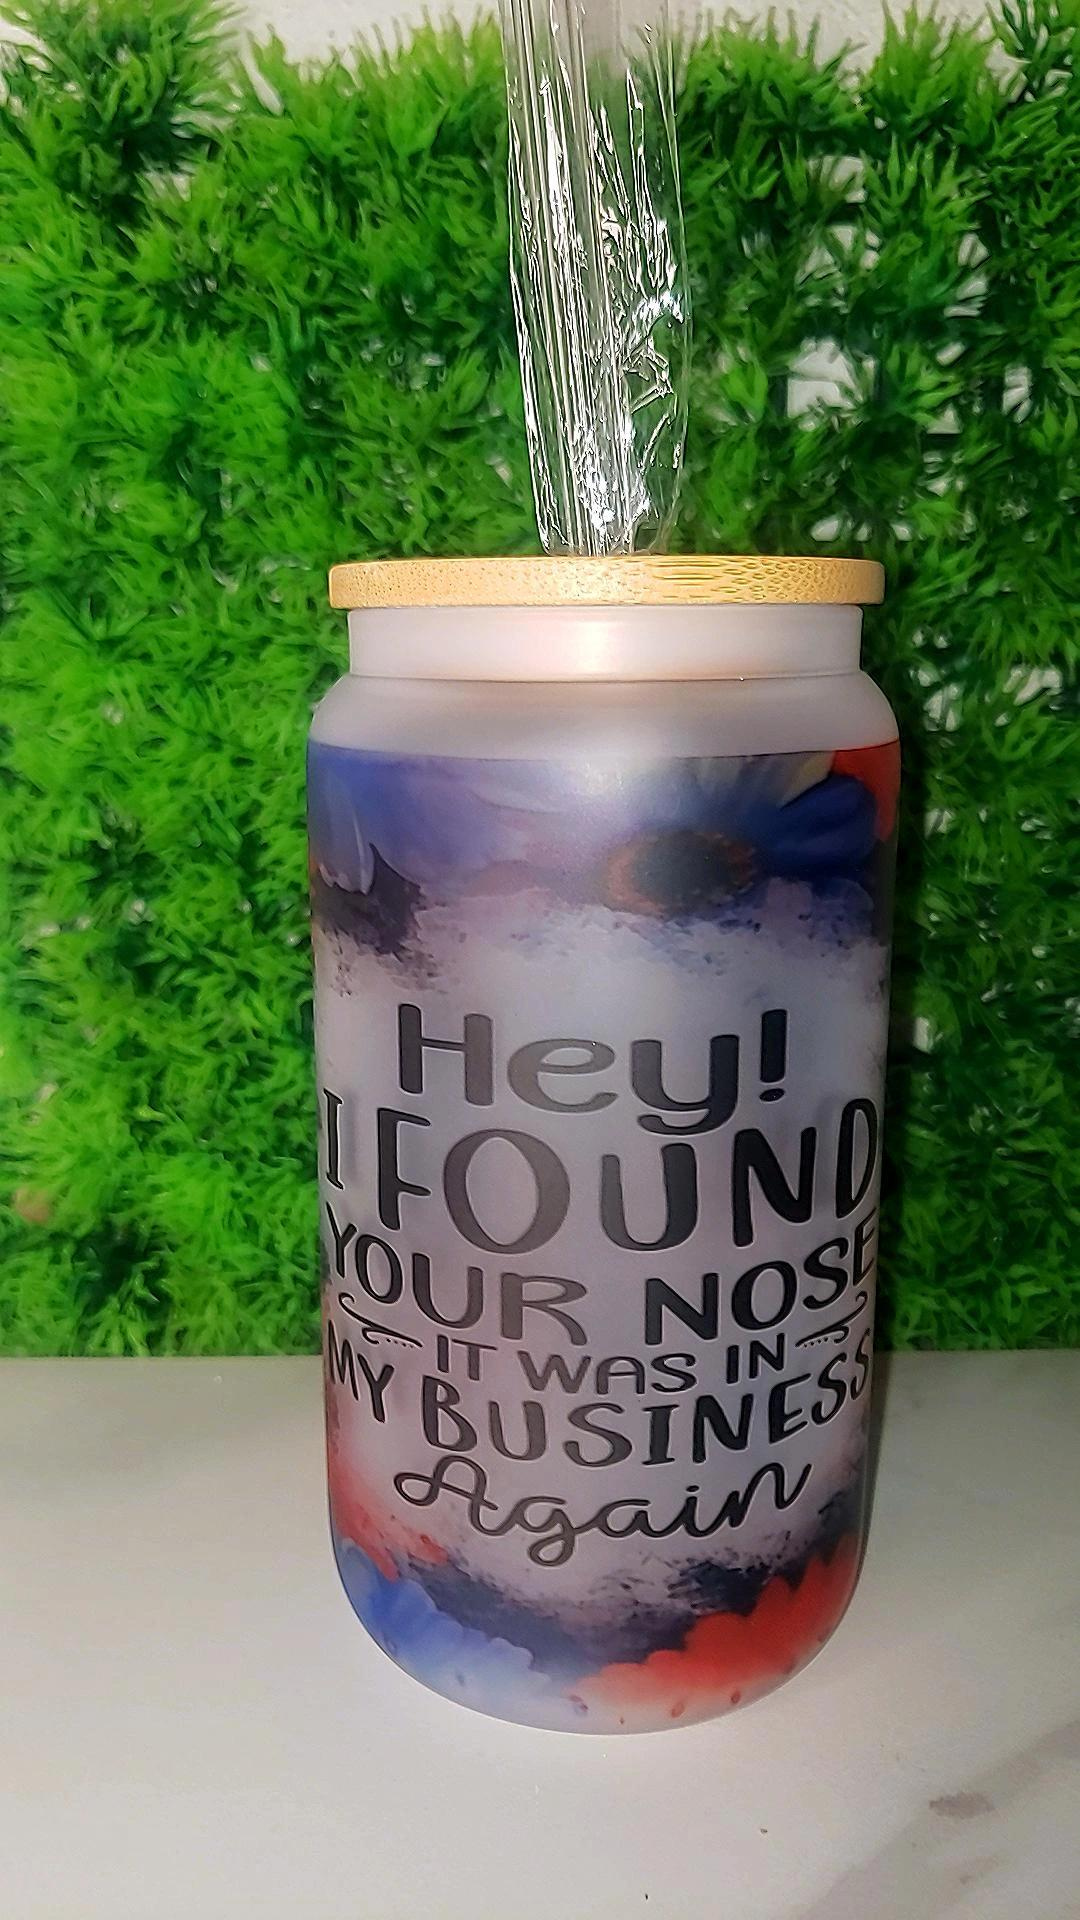 Hey!
I FOUND
YOUR NOSE
IT WAS IN
MY BUSINESS
Again